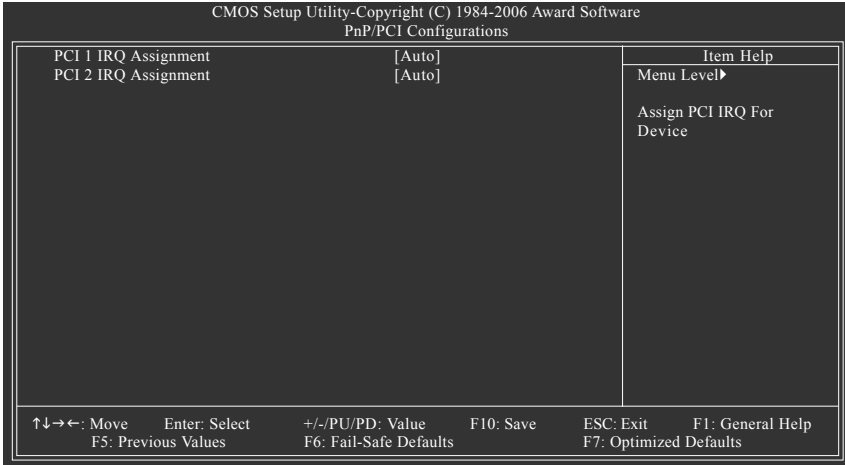 CMOS Setup Utility-Copyright (C) 1984-2006 Award Software
PnP/PCI Configurations
PCI 1 IRQ Assignment [Auto]
PCI 2 IRQ Assignment [Auto]
Item Help
Menu Level▶
Assign PCI IRQ For
Device
↑↓→←: Move Enter: Select +/-/PU/PD: Value F10: Save ESC: Exit F1: General Help
F5: Previous Values F6: Fail-Safe Defaults F7: Optimized Defaults